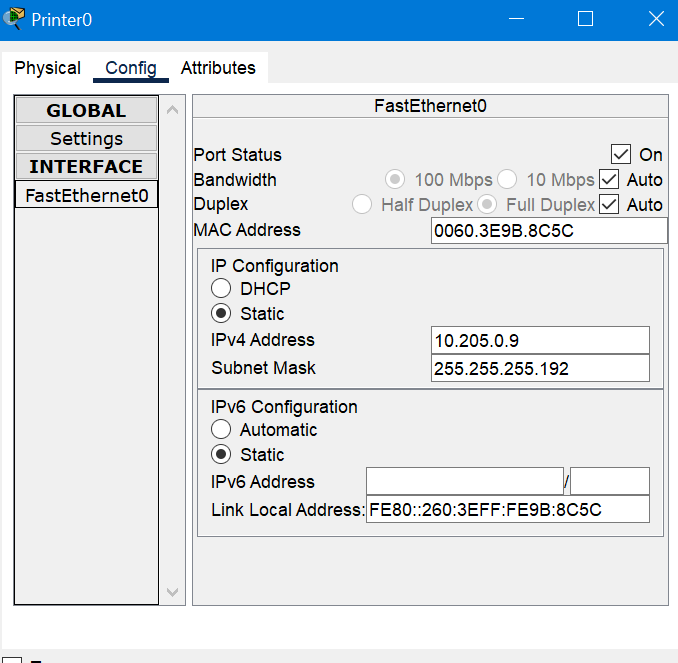 Printer0
Physical Config Attributes
GLOBAL
Settings
INTERFACE
FastEthernet0
FastEthernet0
Port Status On
Bandwidth 100 Mbps 10 Mbps Auto
Duplex Half Duplex Full Duplex Auto
MAC Address 0060.3E9B.8C5C
IP Configuration
DHCP
Static
IPv4 Address 10.205.0.9
Subnet Mask 255.255.255.192
IPv6 Configuration
Automatic
Static
IPv6 Address /
Link Local Address: FE80::260:3EFF:FE9B:8C5C